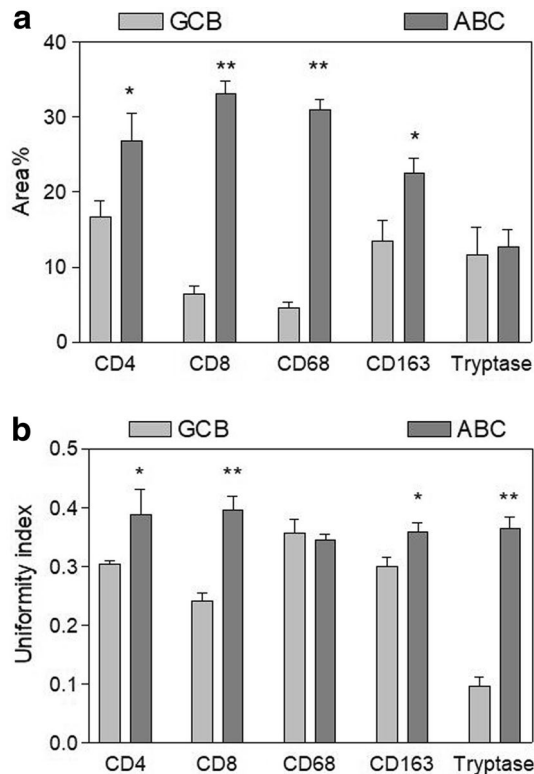 a
GCB ABC
40
30
20
10
0
Area%
* ** ** *
CD4 CD8 CD68 CD163 Tryptase
b
GCB ABC
0.5
0.4
0.3
0.2
0.1
0.0
Uniformity index
* ** * **
CD4 CD8 CD68 CD163 Tryptase